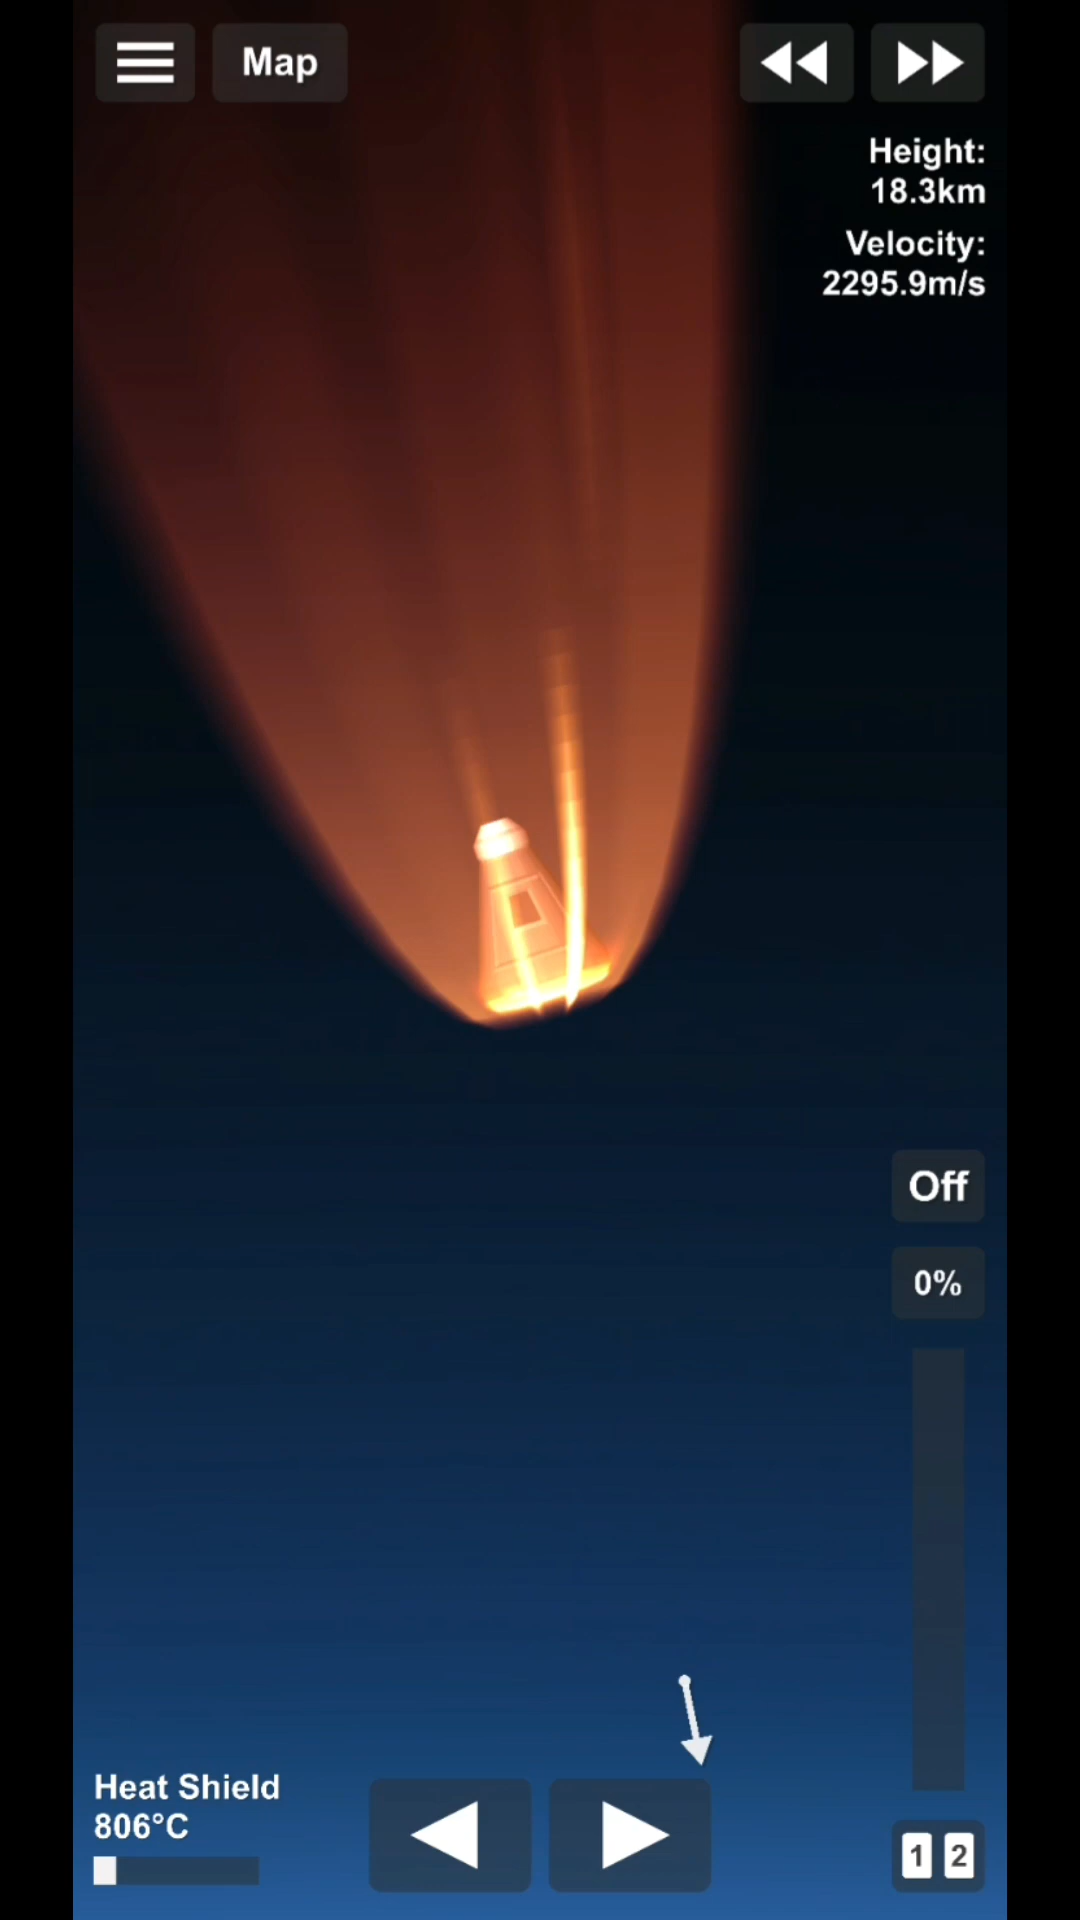 Map
Height:
18.3km
Velocity:
2295.9m/s
Off
0%
Heat Shield
806°C
1 2